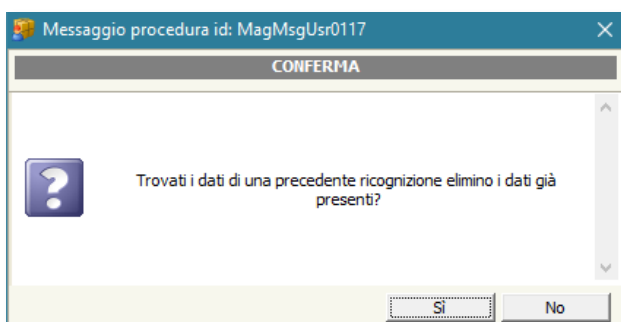 Messaggio procedura id: MagMsgUsr0117
CONFERMA
Trovati i dati di una precedente ricognizione elimino i dati già
presenti?
Sì
No